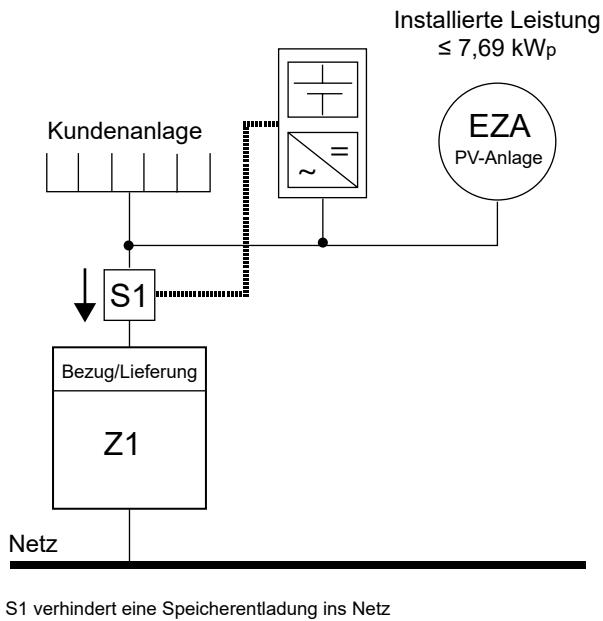 Installierte Leistung
≤ 7,69 kWp
Kundenanlage
EZA
PV-Anlage
=
~
S1
Bezug/Lieferung
Z1
Netz
S1 verhindert eine Speicherentladung ins Netz